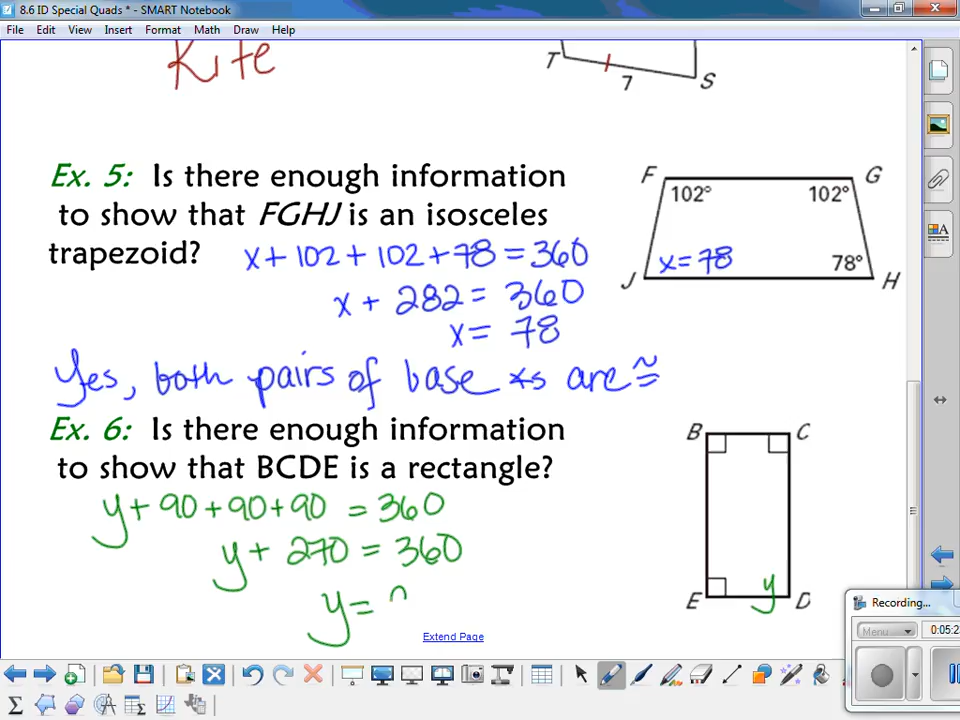 8.6 ID Special Quads * - SMART Notebook
File Edit View Insert Format Math Draw Help
Kite
T
7
S
Ex. 5: Is there enough information
to show that FGHJ is an isosceles
trapezoid?
x + 102 + 102 + 78 = 360
x + 282 = 360
x = 78
Yes, both pairs of base ∡s are ≅
F
G
102°
102°
x = 78
78°
J
H
Ex. 6: Is there enough information
to show that BCDE is a rectangle?
y + 90 + 90 + 90 = 360
y + 270 = 360
y =
B
C
E
y
D
Extend Page
Recording...
Menu
0:05:2